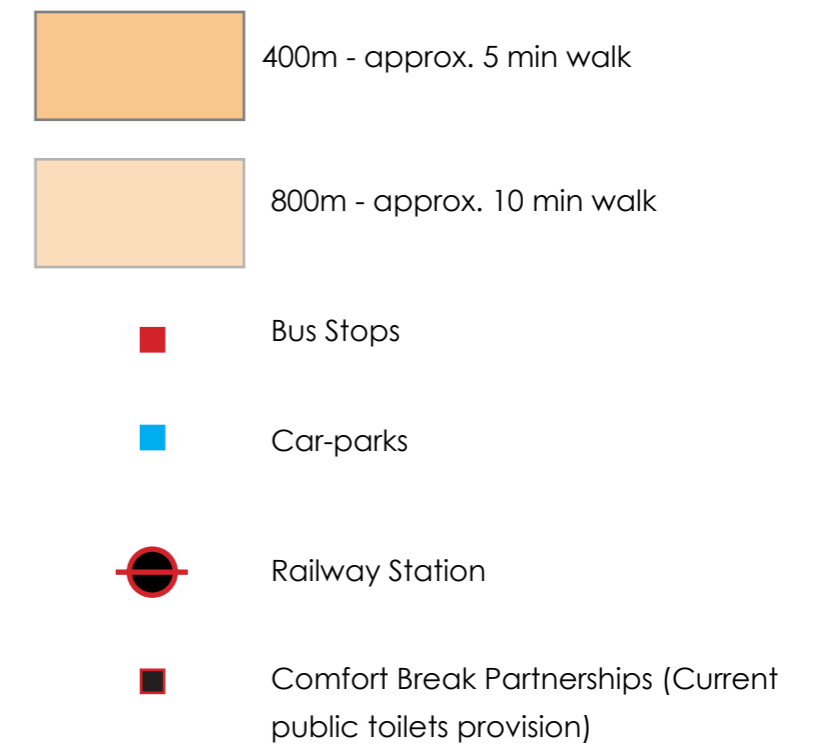 400m - approx. 5 min walk
800m - approx. 10 min walk
Bus Stops
Car-parks
Railway Station
Comfort Break Partnerships (Current
public toilets provision)